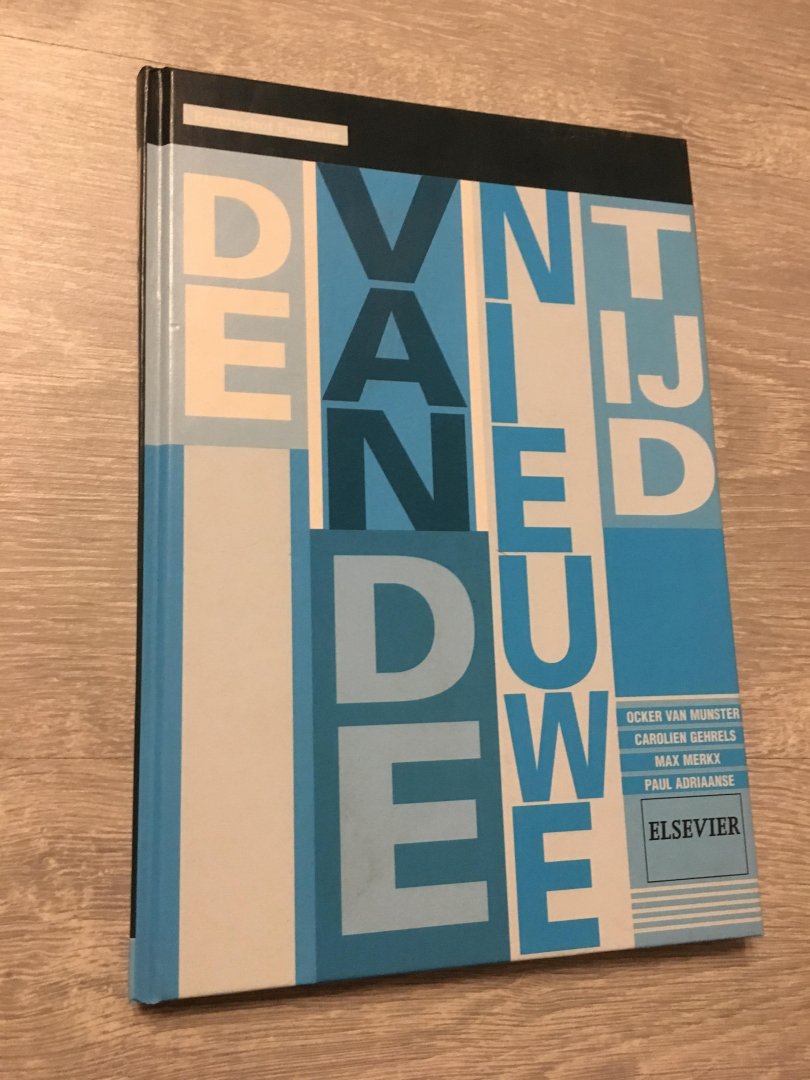 DE
VAN
DE
NIEUWE
TIJD
OCKER VAN MUNSTER
CAROLIEN GEHRELS
MAX MERKX
PAUL ADRIAANSE
ELSEVIER